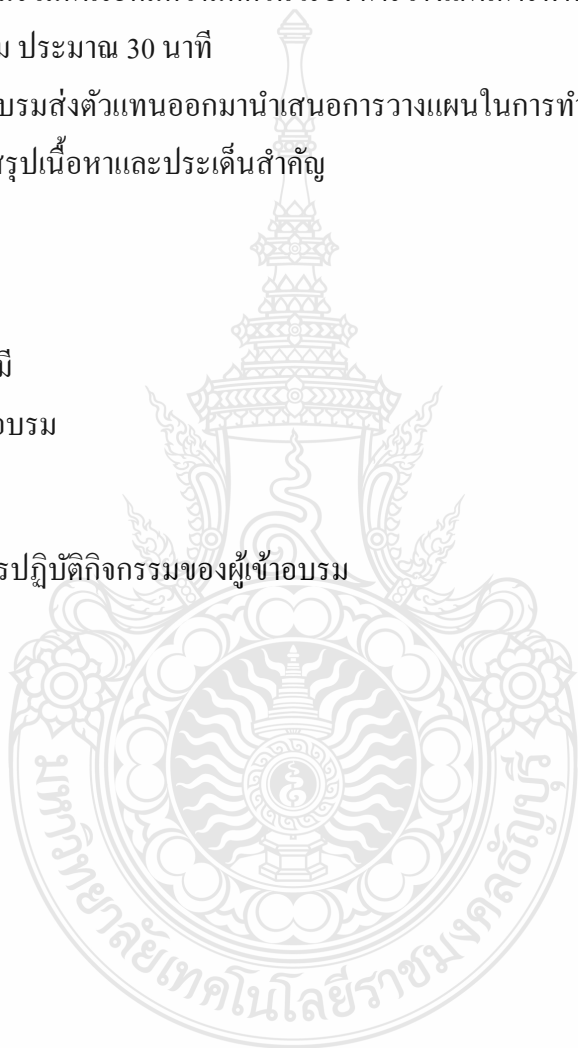 ม ประมาณ 30 นาที
บรมส่งตัวแทนออกมานำเสนอการวางแผนในการทำ
สรุปเนื้อหาและประเด็นสำคัญ
มี
อบรม
รปฏิบัติกิจกรรมของผู้เข้าอบรม
มหาวิทยาลัยเทคโนโลยีราชมงคลธัญบุรี